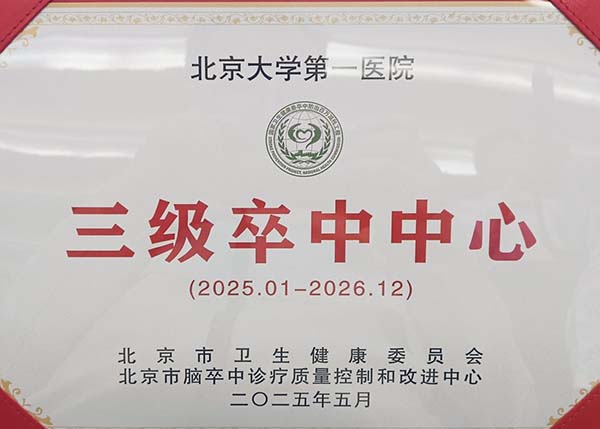 北京大学第一医院
三级卒中中心
(2025.01-2026.12)
北京市卫生健康委员会
北京市脑卒中诊疗质量控制和改进中心
二〇二五年五月